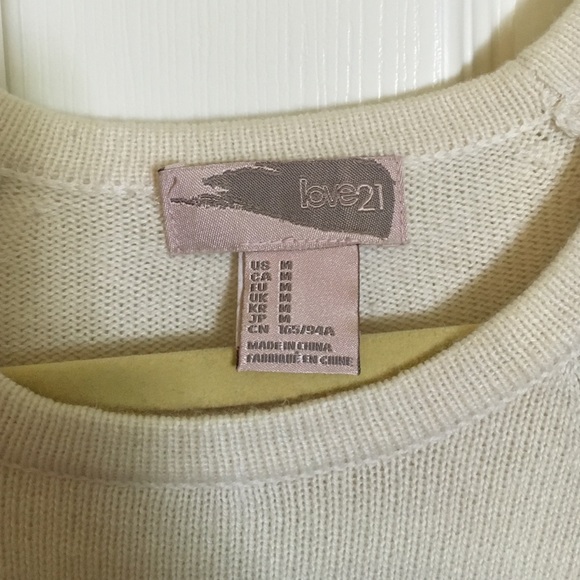 love21
US M
CA M
EU M
UK M
KR M
JP M
CN 165/94A
MADE IN CHINA
FABRIQUÉ EN CHINE